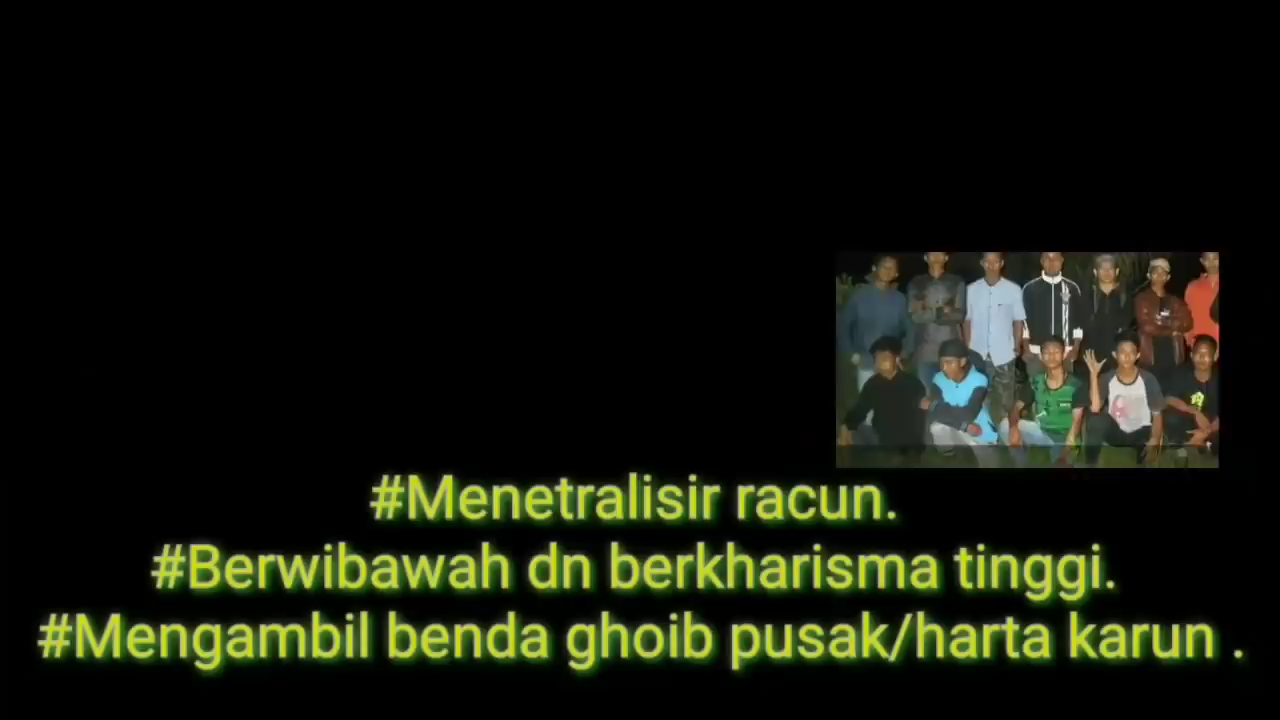 #Menetralisir racun.
#Berwibawah dn berkharisma tinggi.
#Mengambil benda ghoib pusak/harta karun .